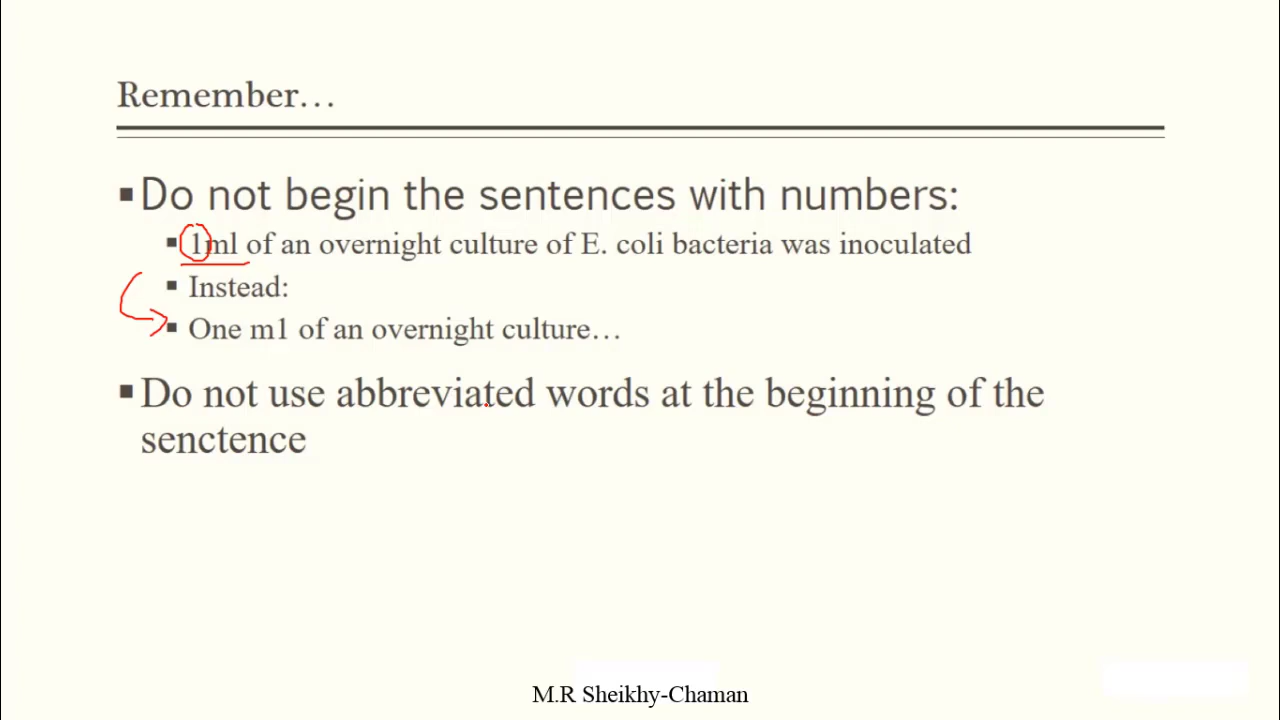 Remember…
▪Do not begin the sentences with numbers:
▪ 1ml of an overnight culture of E. coli bacteria was inoculated
▪ Instead:
▪ One m1 of an overnight culture…
▪Do not use abbreviated words at the beginning of the
senctence
M.R Sheikhy-Chaman